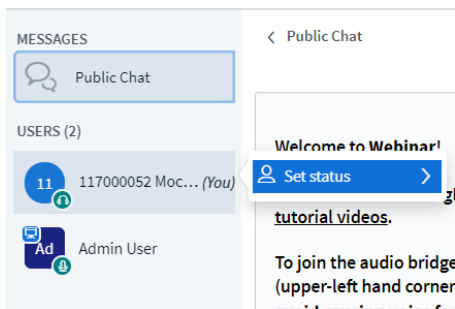 MESSAGES
Public Chat
USERS (2)
11 117000052 Moc... (You)
Ad Admin User
Public Chat
Welcome to Webinar!
Set status
tutorial videos.
To join the audio bridge
(upper-left hand corner